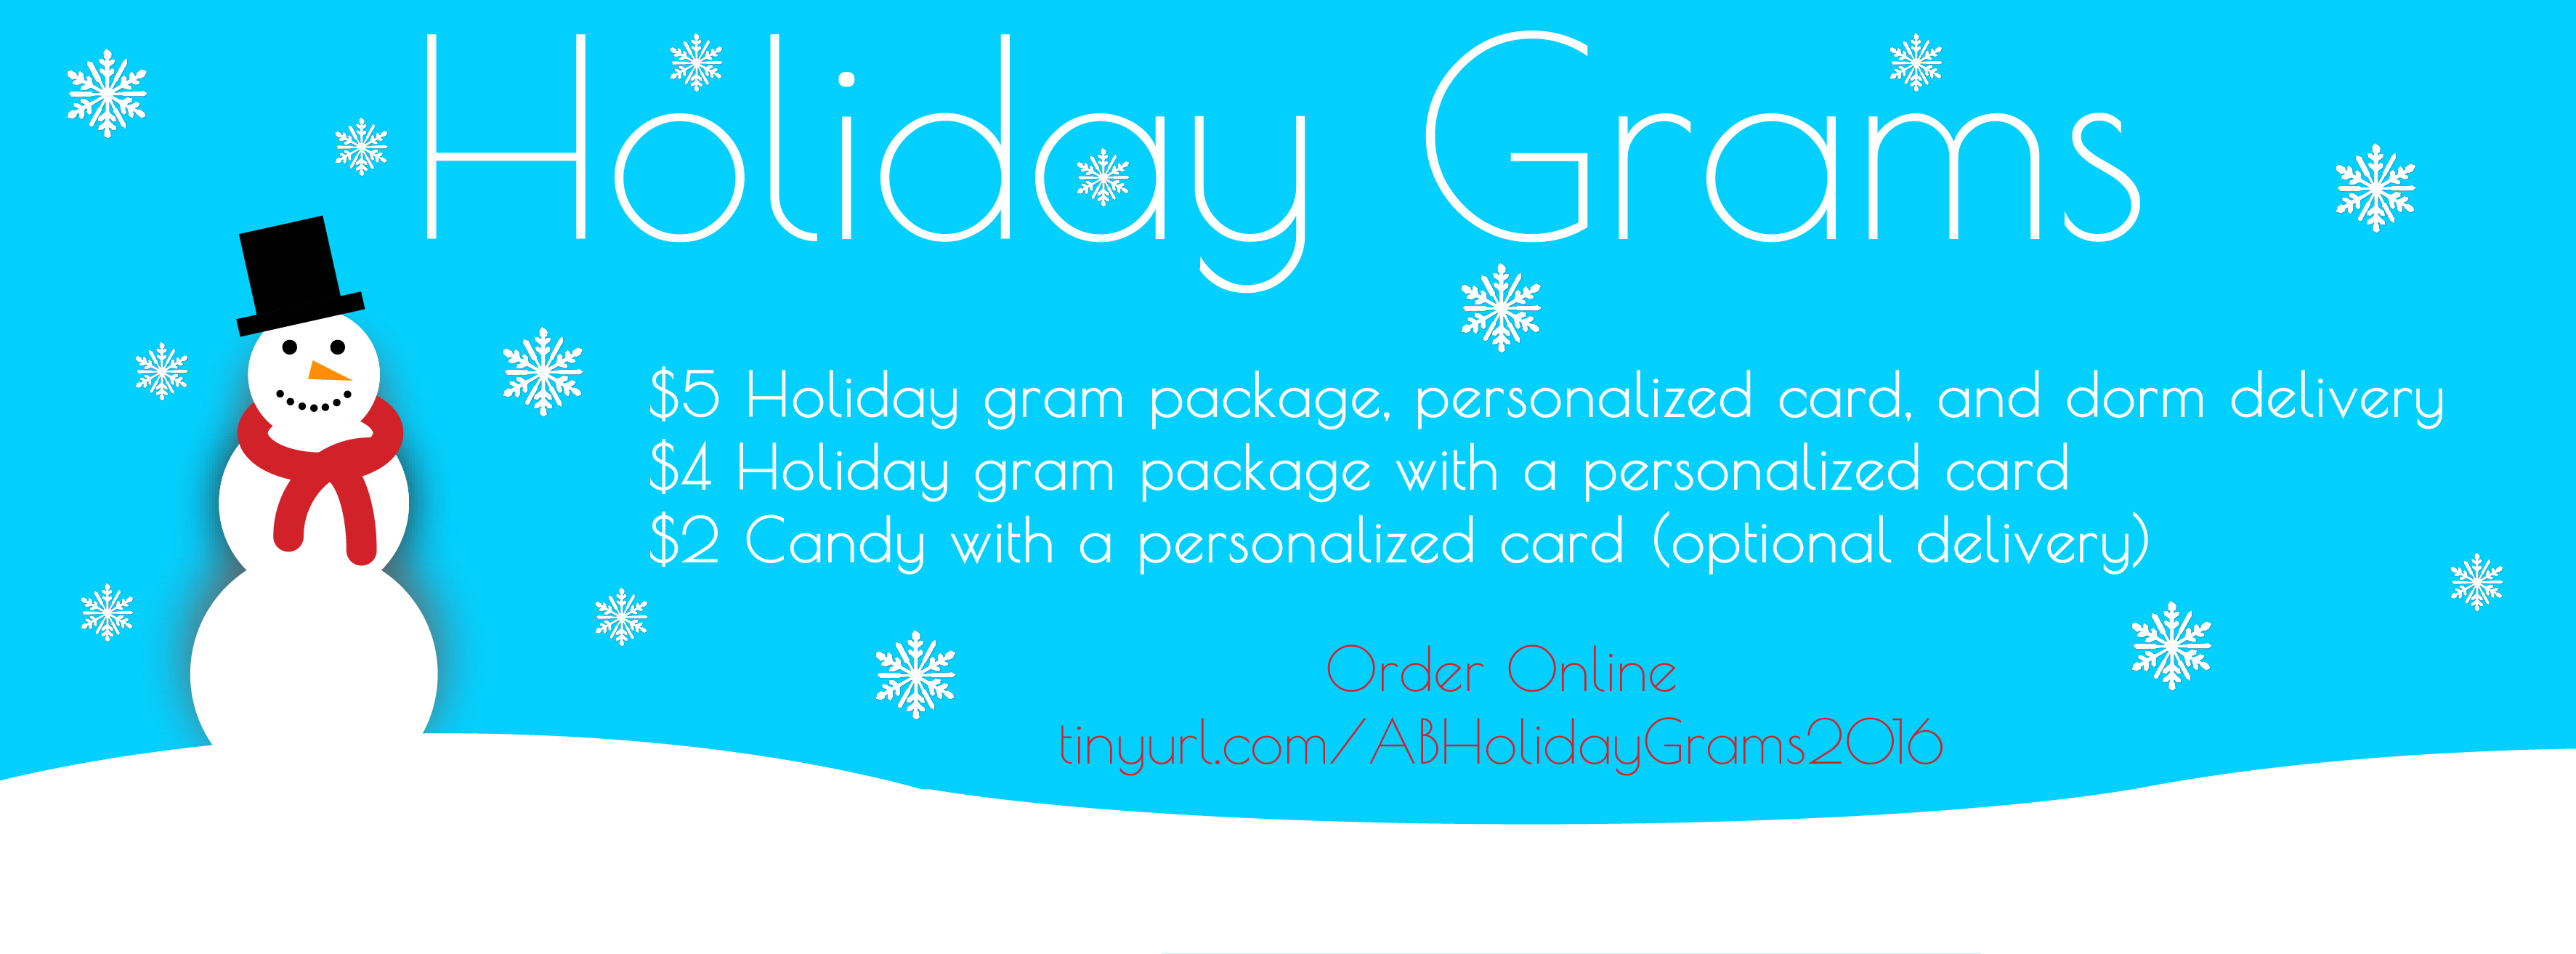 Holiday Grams
$5 Holiday gram package, personalized card, and dorm delivery
$4 Holiday gram package with a personalized card
$2 Candy with a personalized card (optional delivery)
Order Online
tinyurl.com/ABHolidayGrams2016